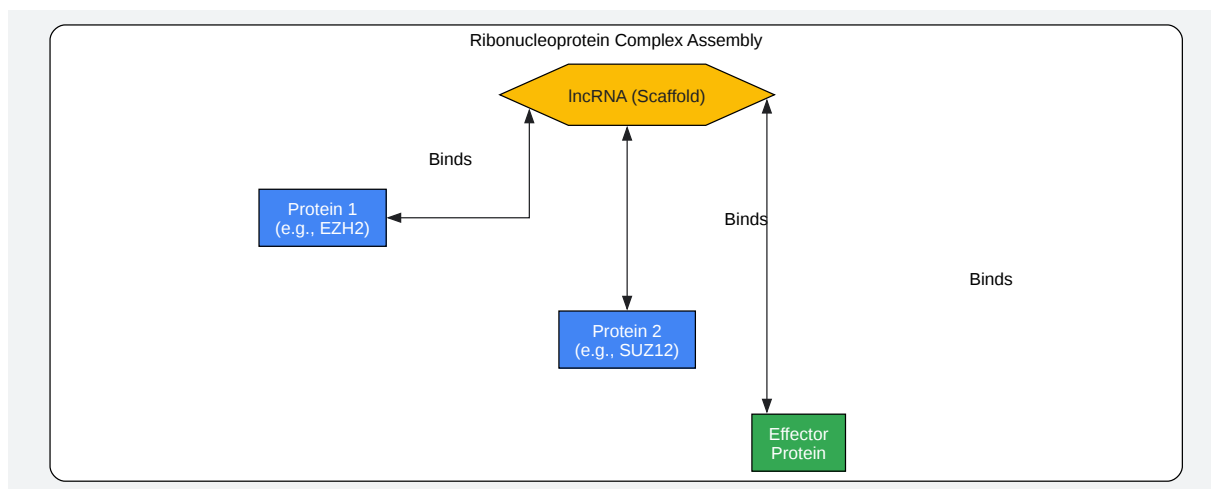 Ribonucleoprotein Complex Assembly
lncRNA (Scaffold)
Binds
Protein 1
(e.g., EZH2)
Binds
Binds
Protein 2
(e.g., SUZ12)
Effector
Protein